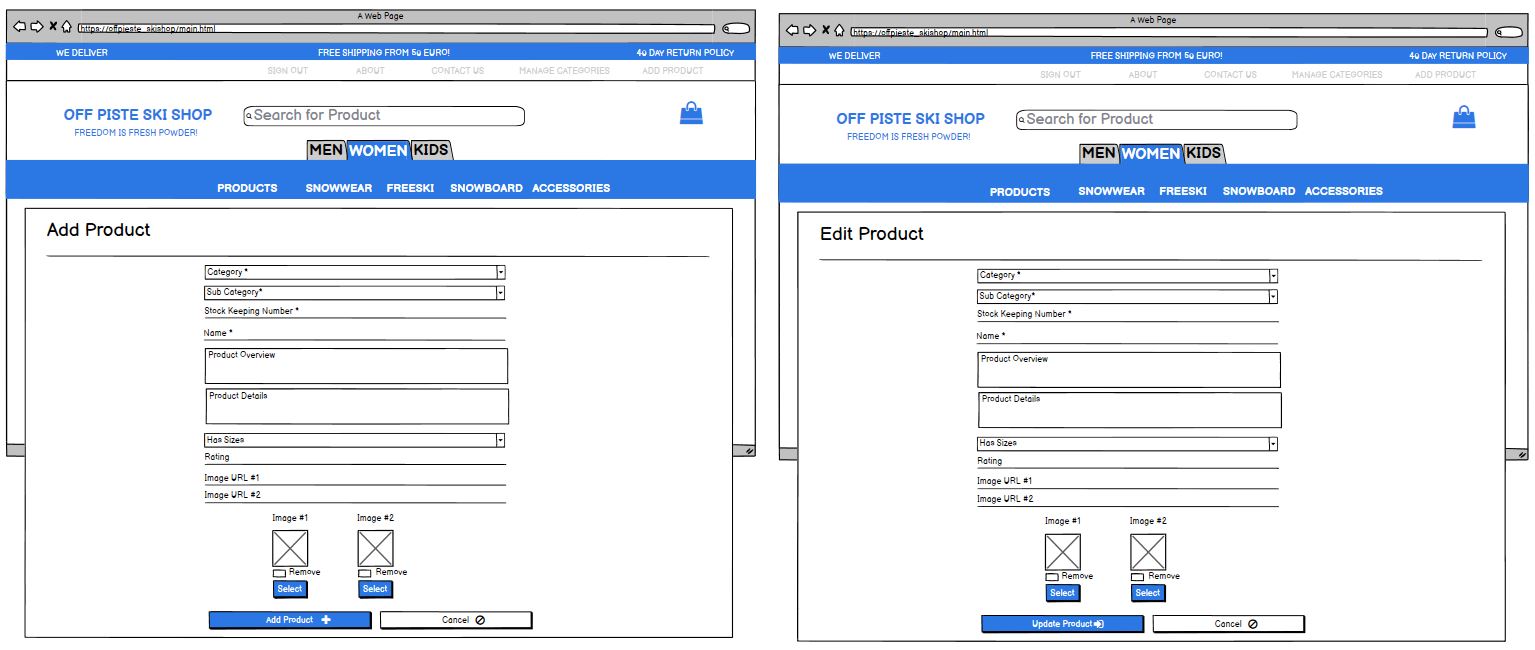 A Web Page
https://offpieste_skishop/main.html
WE DELIVER FREE SHIPPING FROM 50 EURO! 40 DAY RETURN POLICY
SIGN OUT ABOUT CONTACT US MANAGE CATEGORIES ADD PRODUCT
OFF PISTE SKI SHOP
FREEDOM IS FRESH POWDER!
Search for Product
MEN WOMEN KIDS
PRODUCTS SNOWWEAR FREESKI SNOWBOARD ACCESSORIES
Add Product
Category *
Sub Category*
Stock Keeping Number *
Name *
Product Overview
Product Details
Has Sizes
Rating
Image URL #1
Image URL #2
Image #1 Image #2
Remove Remove
Select Select
Add Product Cancel
A Web Page
https://offpieste_skishop/main.html
WE DELIVER FREE SHIPPING FROM 50 EURO! 40 DAY RETURN POLICY
SIGN OUT ABOUT CONTACT US MANAGE CATEGORIES ADD PRODUCT
OFF PISTE SKI SHOP
FREEDOM IS FRESH POWDER!
Search for Product
MEN WOMEN KIDS
PRODUCTS SNOWWEAR FREESKI SNOWBOARD ACCESSORIES
Edit Product
Category *
Sub Category*
Stock Keeping Number *
Name *
Product Overview
Product Details
Has Sizes
Rating
Image URL #1
Image URL #2
Image #1 Image #2
Remove Remove
Select Select
Update Product Cancel